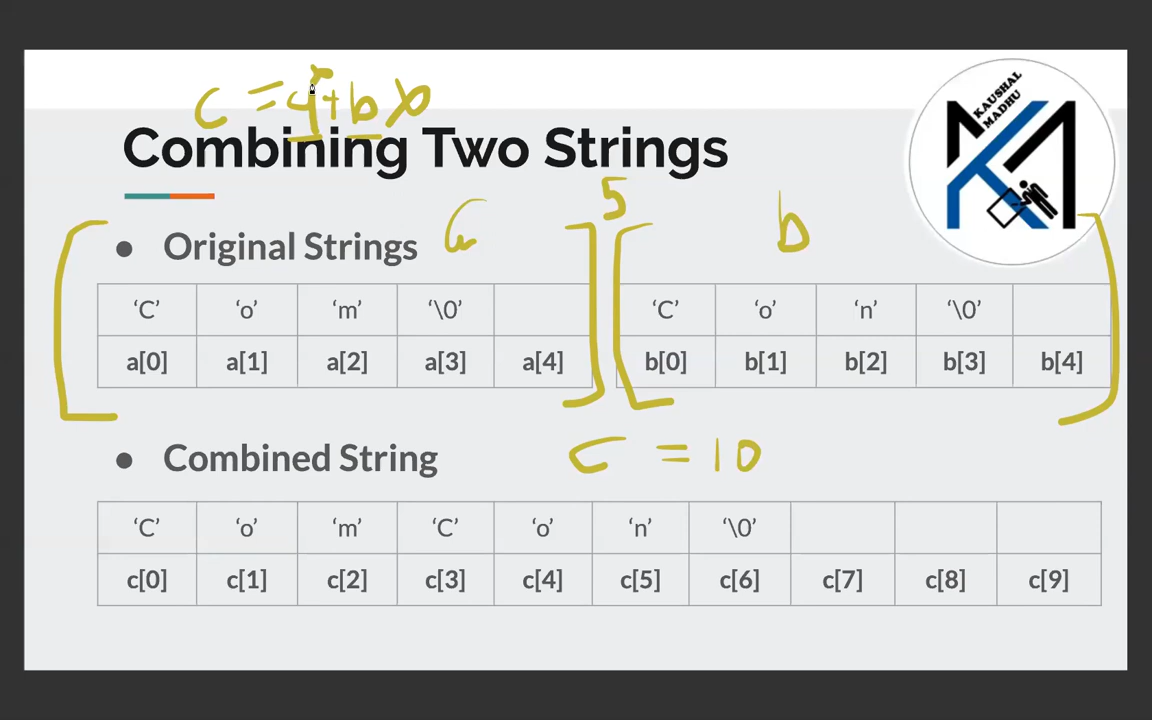 c = a + b
Combining Two Strings
KAUSHAL
MADHU
5
● Original Strings a b
‘C’ ‘o’ ‘m’ ‘\0’ ‘C’ ‘o’ ‘n’ ‘\0’
a[0] a[1] a[2] a[3] a[4] b[0] b[1] b[2] b[3] b[4]
● Combined String c = 10
‘C’ ‘o’ ‘m’ ‘C’ ‘o’ ‘n’ ‘\0’
c[0] c[1] c[2] c[3] c[4] c[5] c[6] c[7] c[8] c[9]